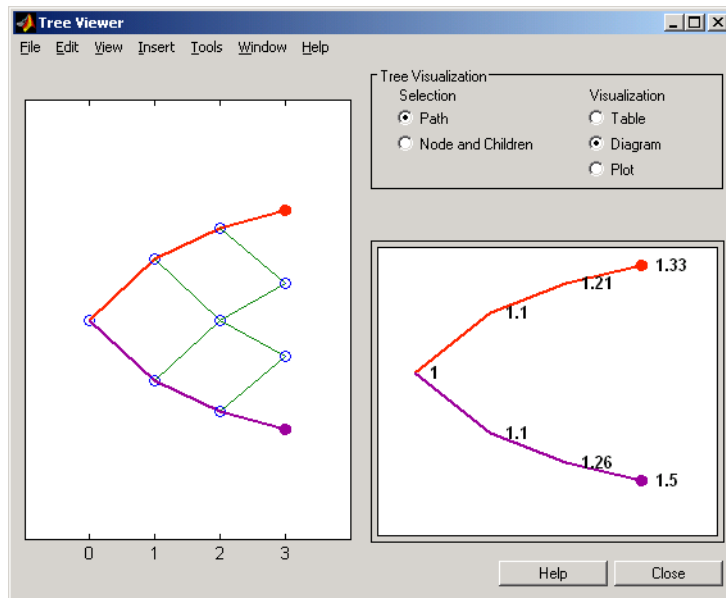 Tree Viewer
File Edit View Insert Tools Window Help
Tree Visualization
Selection Visualization
Path Table
Node and Children Diagram
Plot
1.33
1.21
1.1
1
1.1
1.26
1.5
0 1 2 3
Help Close